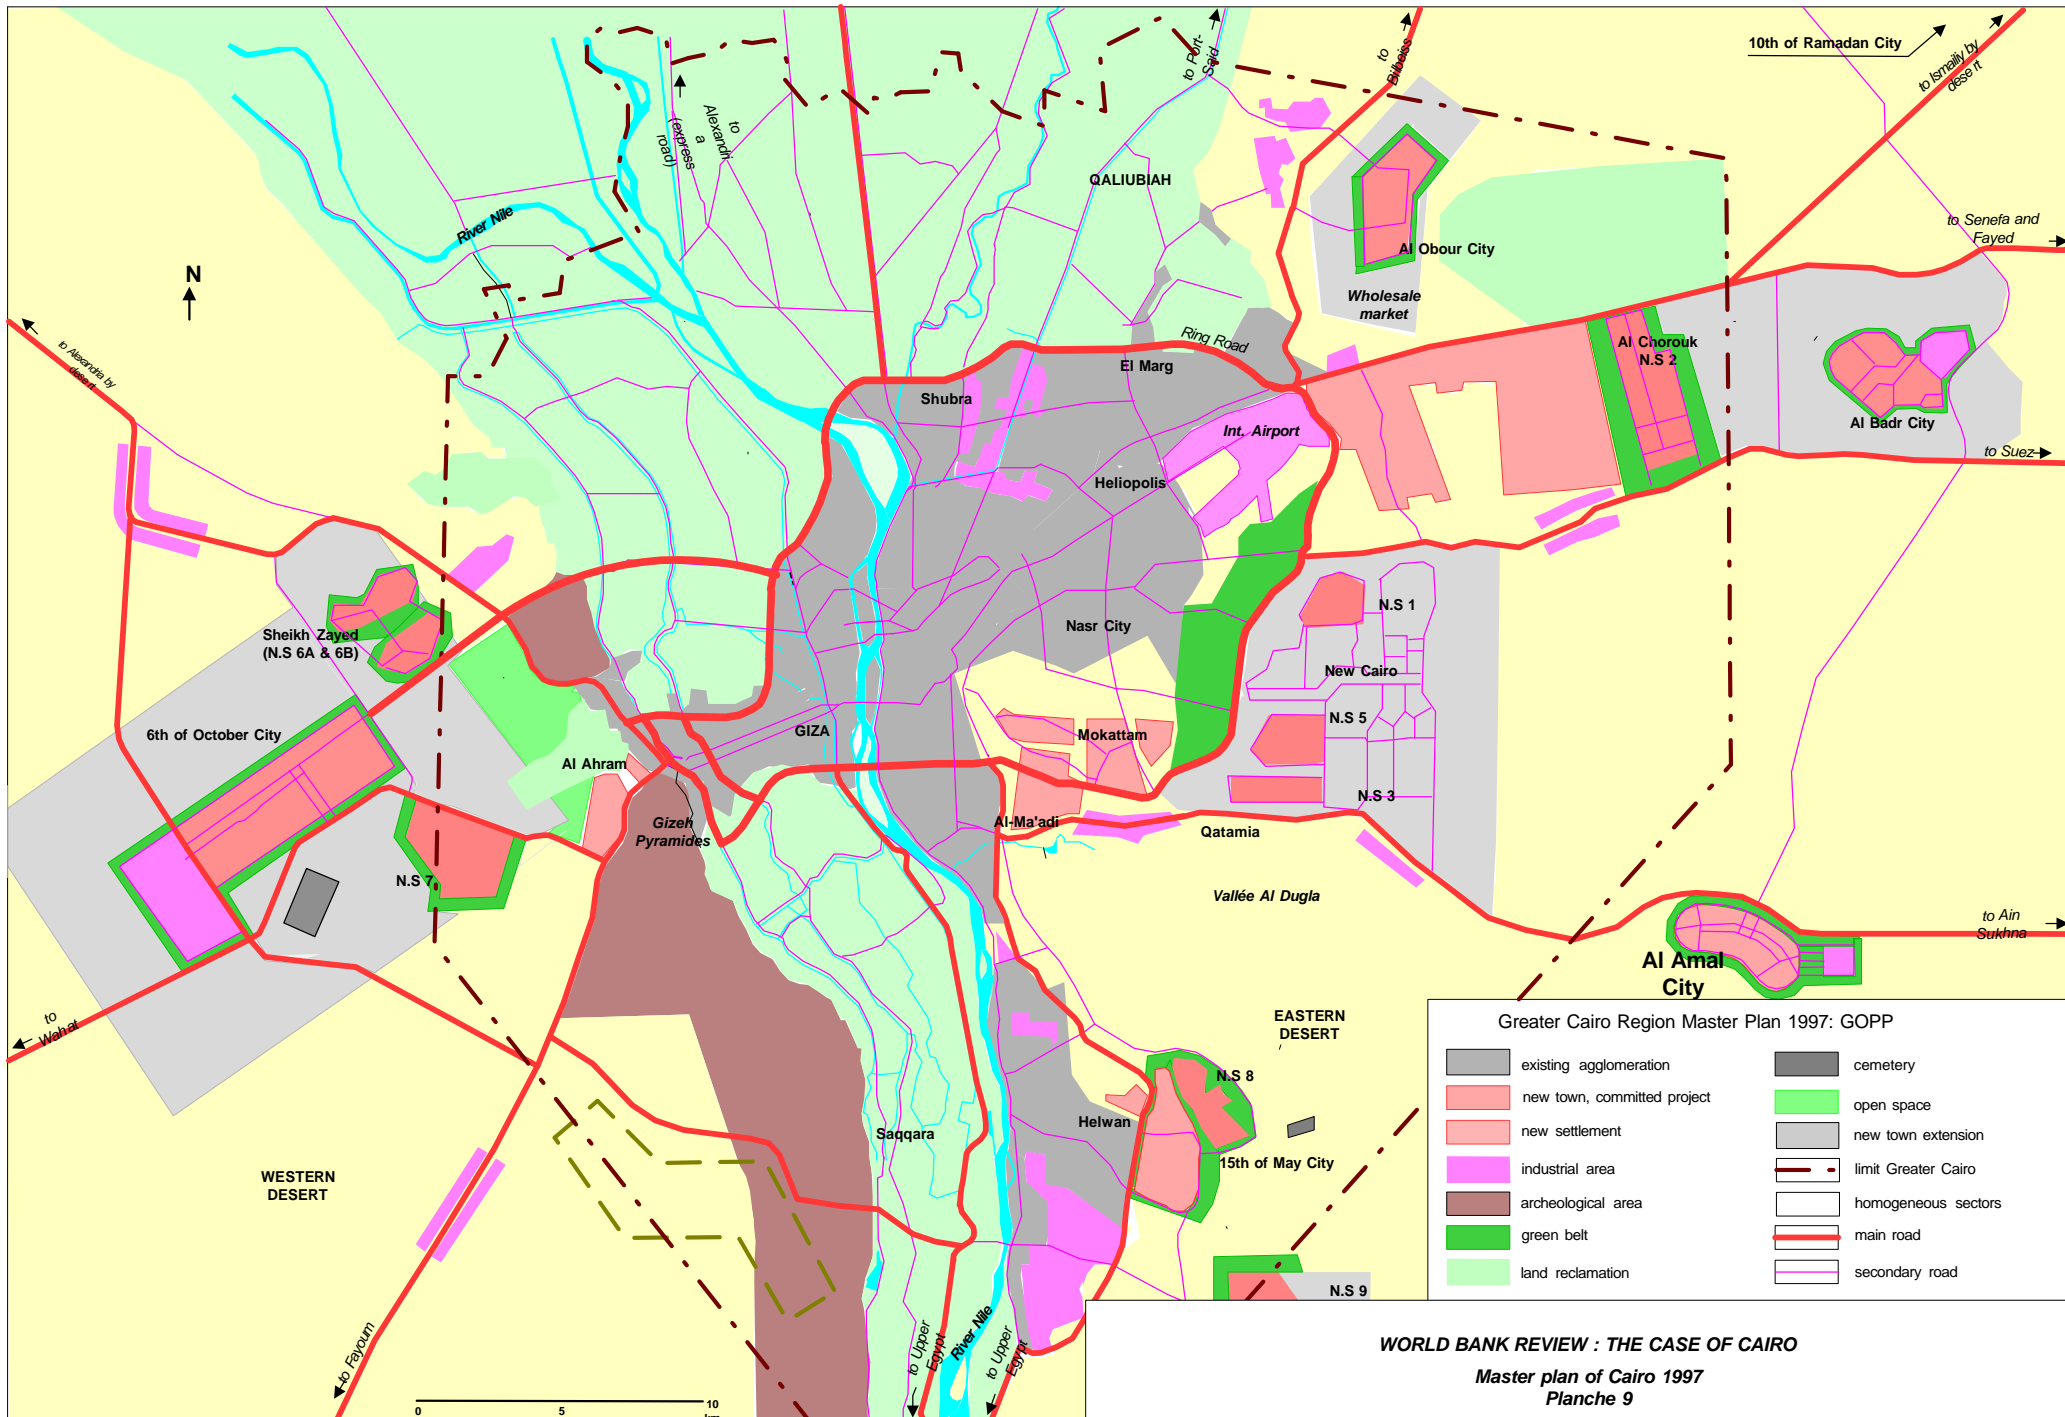 10th of Ramadan City
to Port-
Said
to
Bilbeiss
to Ismailiy by
dese rt
to
Alexandri
a
(express
road)
QALIUBIAH
River Nile
to Senefa and
Fayed
Al Obour City
N
Wholesale
market
Ring Road
to Alexandria by
dese rt
El Marg
Al Chorouk
N.S 2
Shubra
Al Badr City
Int. Airport
to Suez
Heliopolis
N.S 1
Nasr City
Sheikh Zayed
(N.S 6A & 6B)
New Cairo
N.S 5
6th of October City
GIZA
Mokattam
Al Ahram
N.S 3
Gizeh
Pyramides
Al-Ma'adi
Qatamia
N.S 7
Vallée Al Dugla
to Ain
Sukhna
Al Amal
City
to
Wahat
EASTERN
DESERT
N.S 8
Helwan
Saqqara
15th of May City
WESTERN
DESERT
N.S 9
to Fayoum
to Upper
Egypt
River Nile
to Upper
Egypt
0
5
10
km
Greater Cairo Region Master Plan 1997: GOPP
existing agglomeration
new town, committed project
new settlement
industrial area
archeological area
green belt
land reclamation
cemetery
open space
new town extension
limit Greater Cairo
homogeneous sectors
main road
secondary road
WORLD BANK REVIEW : THE CASE OF CAIRO
Master plan of Cairo 1997
Planche 9